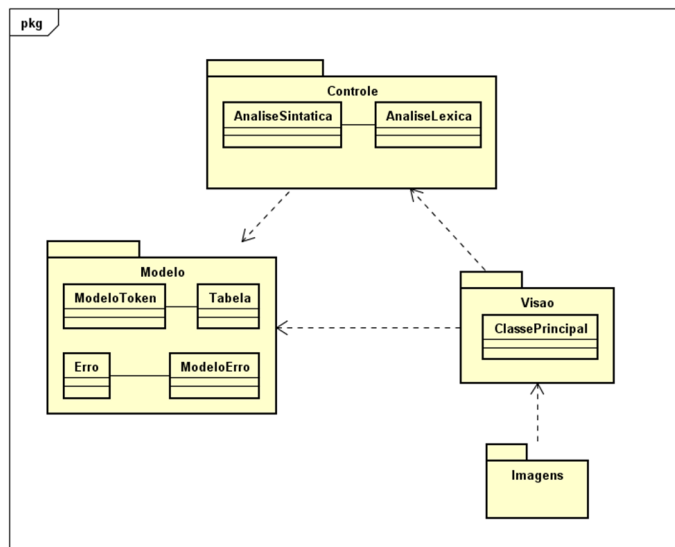 pkg
Controle
AnaliseSintatica
AnaliseLexica
Modelo
ModeloToken
Tabela
Erro
ModeloErro
Visao
ClassePrincipal
Imagens